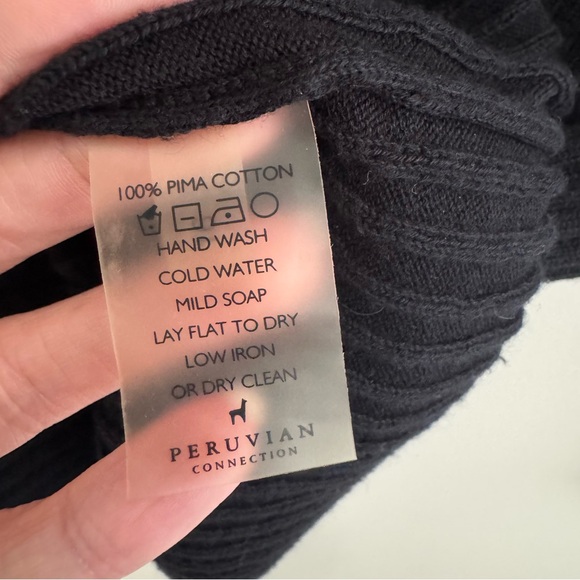 100% PIMA COTTON
HAND WASH
COLD WATER
MILD SOAP
LAY FLAT TO DRY
LOW IRON
OR DRY CLEAN
PERUVIAN
CONNECTION